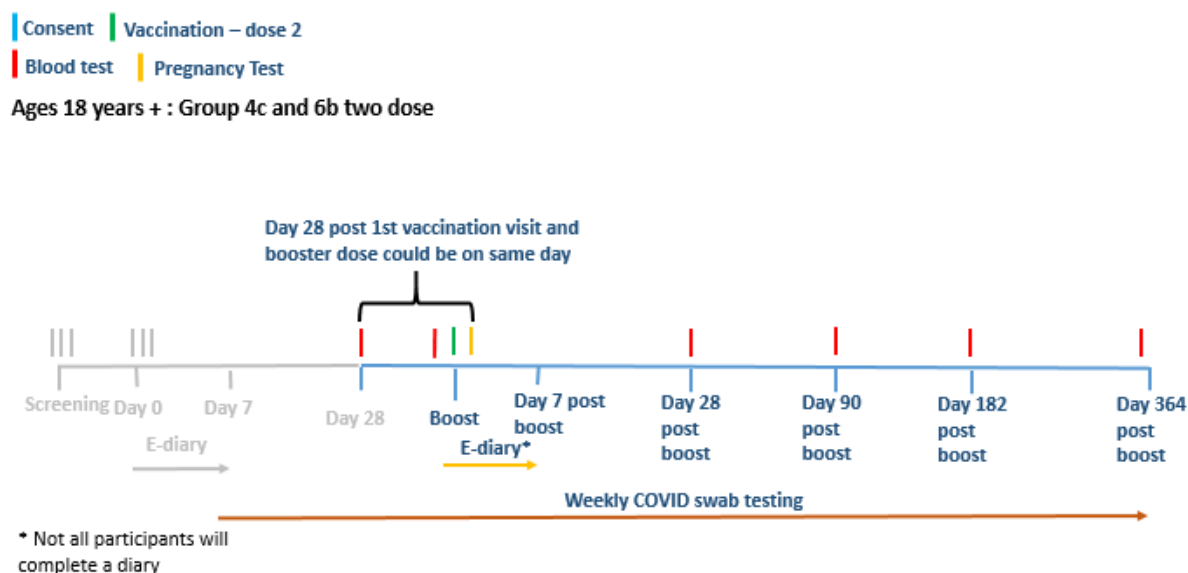 Consent
Vaccination – dose 2
Blood test
Pregnancy Test
Ages 18 years + : Group 4c and 6b two dose
Day 28 post 1st vaccination visit and
booster dose could be on same day
Screening
Day 0
Day 7
Day 28
Boost
Day 7 post
boost
Day 28
post
boost
Day 90
post
boost
Day 182
post
boost
Day 364
post
boost
E-diary
E-diary*
Weekly COVID swab testing
* Not all participants will
complete a diary